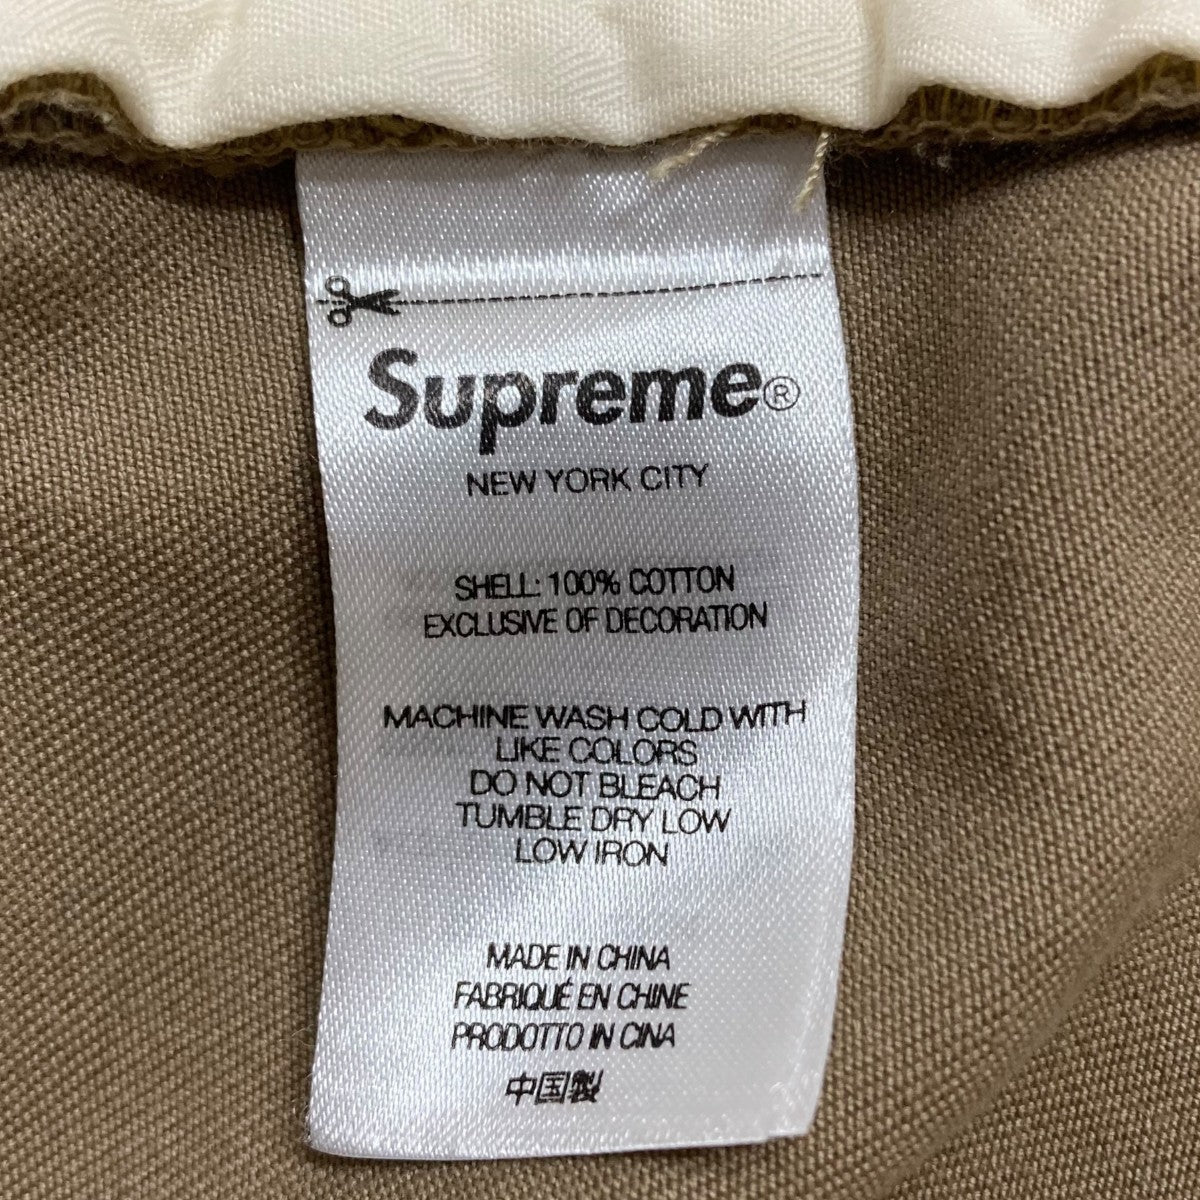 Supreme®
NEW YORK CITY
SHELL: 100% COTTON
EXCLUSIVE OF DECORATION
MACHINE WASH COLD WITH
LIKE COLORS
DO NOT BLEACH
TUMBLE DRY LOW
LOW IRON
MADE IN CHINA
FABRIQUÉ EN CHINE
PRODOTTO IN CINA
中国製